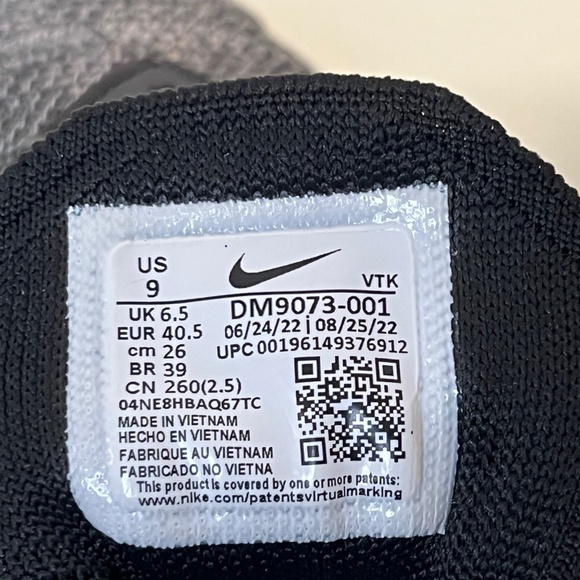 US
9
VTK
UK 6.5
DM9073-001
EUR 40.5
06/24/22 | 08/25/22
cm 26
UPC 00196149376912
BR 39
CN 260(2.5)
04NE8HBAQ67TC
MADE IN VIETNAM
HECHO EN VIETNAM
FABRIQUE AU VIETNAM
FABRICADO NO VIETNA
This product is covered by one or more patents:
www.nike.com/patentsvirtualmarking